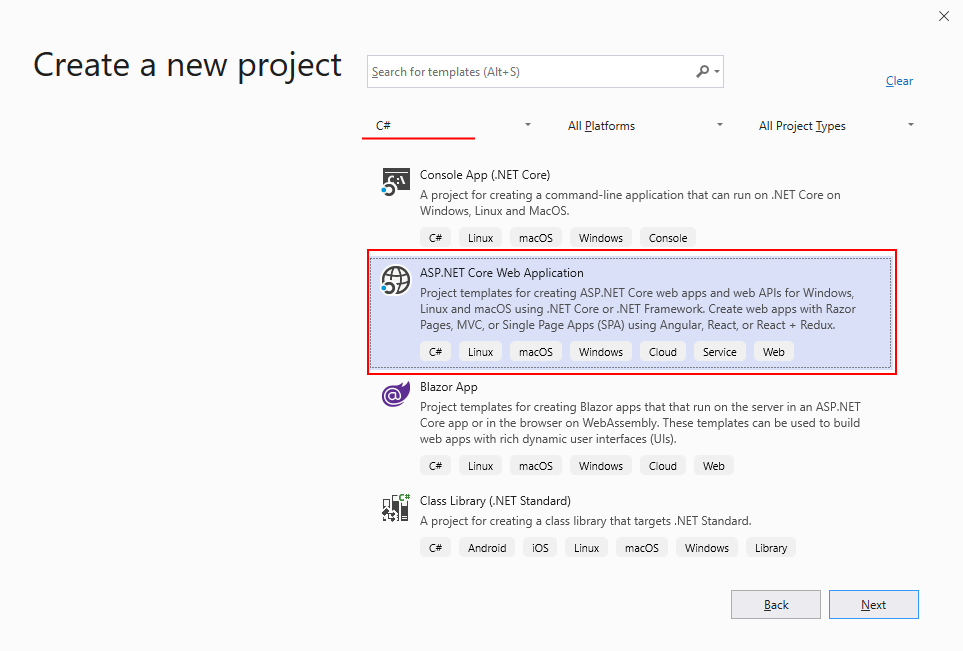 Create a new project
Search for templates (Alt+S)
Clear
C#
All Platforms
All Project Types
Console App (.NET Core)
A project for creating a command-line application that can run on .NET Core on
Windows, Linux and MacOS.
C# Linux macOS Windows Console
ASP.NET Core Web Application
Project templates for creating ASP.NET Core web apps and web APIs for Windows,
Linux and macOS using .NET Core or .NET Framework. Create web apps with Razor
Pages, MVC, or Single Page Apps (SPA) using Angular, React, or React + Redux.
C# Linux macOS Windows Cloud Service Web
Blazor App
Project templates for creating Blazor apps that that run on the server in an ASP.NET
Core app or in the browser on WebAssembly. These templates can be used to build
web apps with rich dynamic user interfaces (UIs).
C# Linux macOS Windows Cloud Web
C#
Class Library (.NET Standard)
A project for creating a class library that targets .NET Standard.
C# Android iOS Linux macOS Windows Library
Back
Next